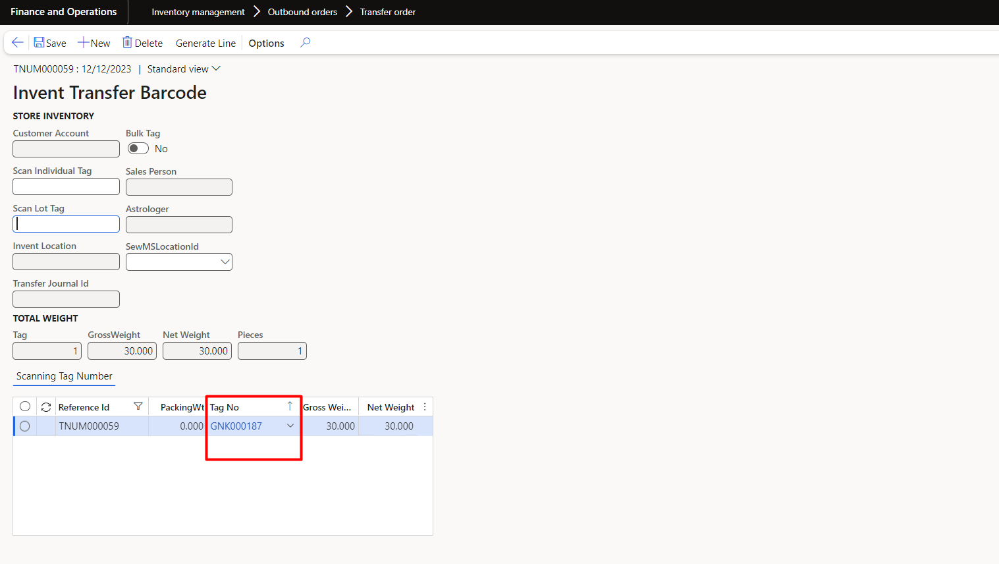 Finance and Operations Inventory management Outbound orders Transfer order
Save New Delete Generate Line Options
TNUM000059 : 12/12/2023 | Standard view
Invent Transfer Barcode
STORE INVENTORY
Customer Account Bulk Tag
No
Scan Individual Tag Sales Person
Scan Lot Tag Astrologer
Invent Location SewMSLocationId
Transfer Journal Id
TOTAL WEIGHT
Tag GrossWeight Net Weight Pieces
1 30.000 30.000 1
Scanning Tag Number
Reference Id PackingWt Tag No Gross Wei... Net Weight
TNUM000059 0.000 GNK000187 30.000 30.000